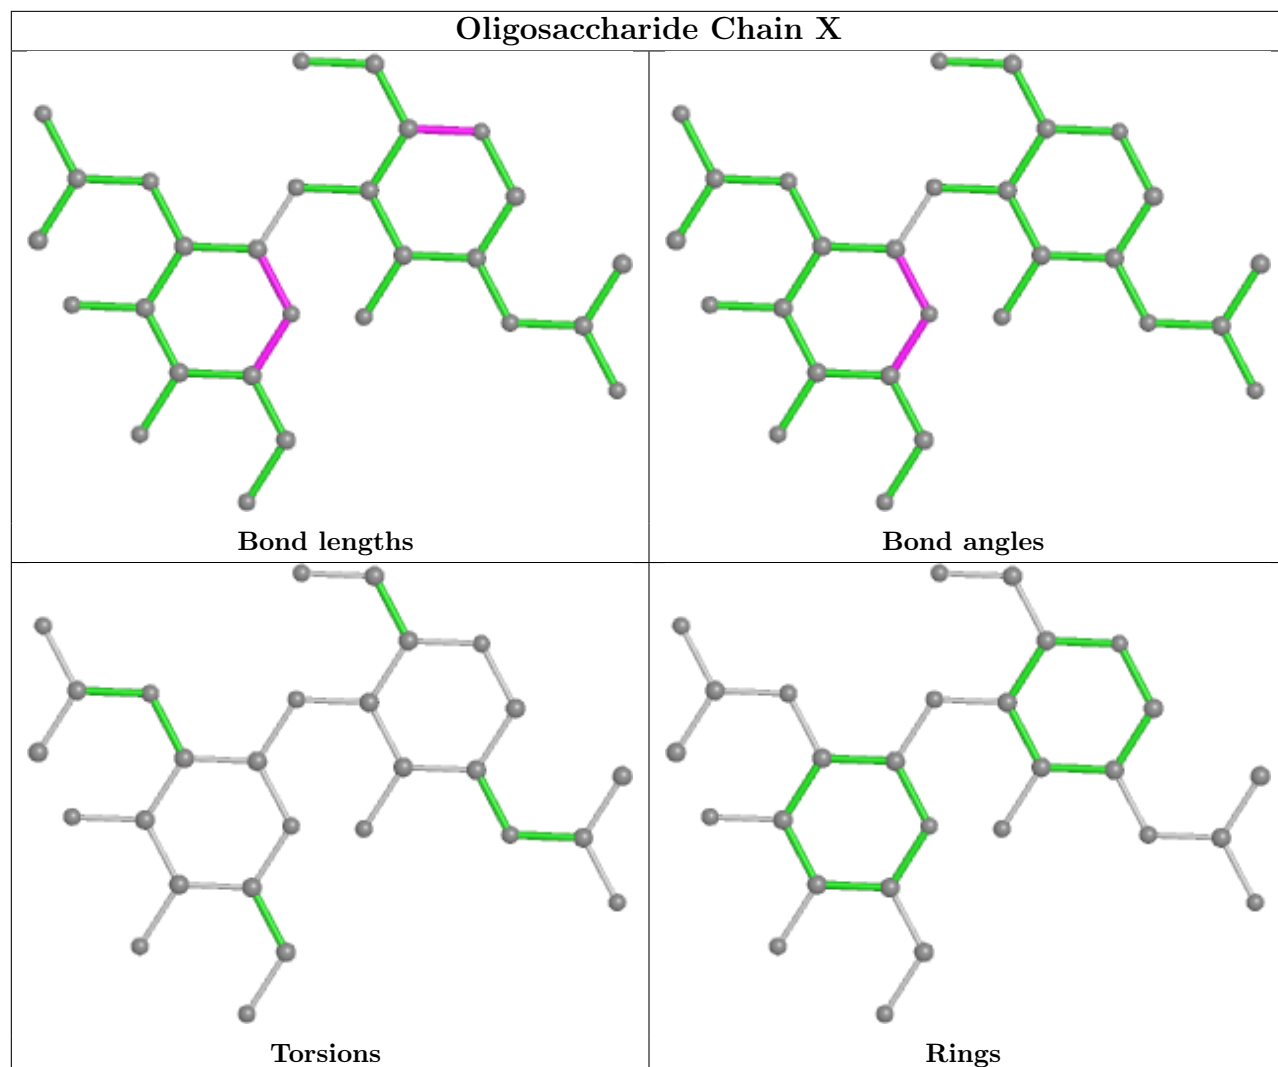 Oligosaccharide Chain X
Bond lengths
Bond angles
Torsions
Rings